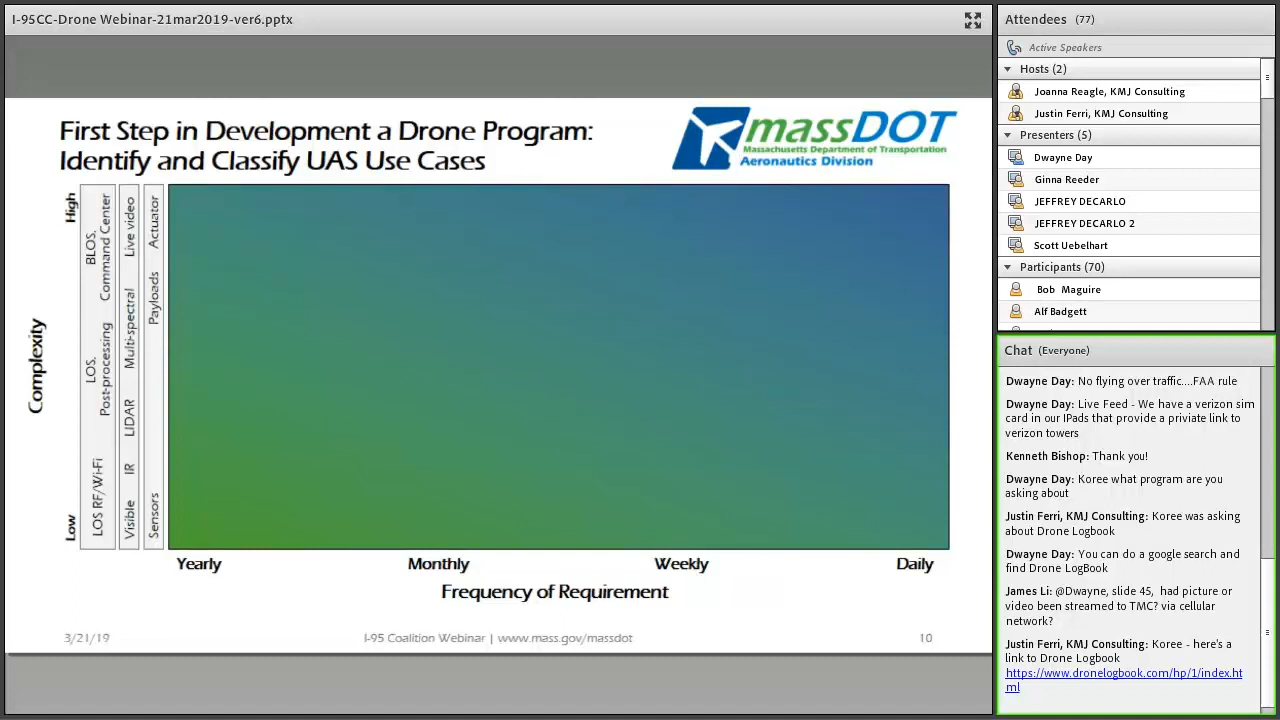 I-95CC-Drone Webinar-21mar2019-ver6.pptx
First Step in Development a Drone Program:
Identify and Classify UAS Use Cases
massDOT
Massachusetts Department of Transportation
Aeronautics Division
Complexity
High
Low
BLOS,
Command Center
LOS,
Post-processing
LOS RF/Wi-Fi
Live video
Multi-spectral
LIDAR
IR
Visible
Actuator
Payloads
Sensors
Yearly
Monthly
Weekly
Daily
Frequency of Requirement
3/21/19
I-95 Coalition Webinar | www.mass.gov/massdot
10
Attendees (77)
Active Speakers
Hosts (2)
Joanna Reagle, KMJ Consulting
Justin Ferri, KMJ Consulting
Presenters (5)
Dwayne Day
Ginna Reeder
JEFFREY DECARLO
JEFFREY DECARLO 2
Scott Uebelhart
Participants (70)
Bob Maguire
Alf Badgett
Chat (Everyone)
Dwayne Day: No flying over traffic....FAA rule
Dwayne Day: Live Feed - We have a verizon sim
card in our IPads that provide a priviate link to
verizon towers
Kenneth Bishop: Thank you!
Dwayne Day: Koree what program are you
asking about
Justin Ferri, KMJ Consulting: Koree was asking
about Drone Logbook
Dwayne Day: You can do a google search and
find Drone LogBook
James Li: @Dwayne, slide 45, had picture or
video been streamed to TMC? via cellular
network?
Justin Ferri, KMJ Consulting: Koree - here's a
link to Drone Logbook
https://www.dronelogbook.com/hp/1/index.ht
ml